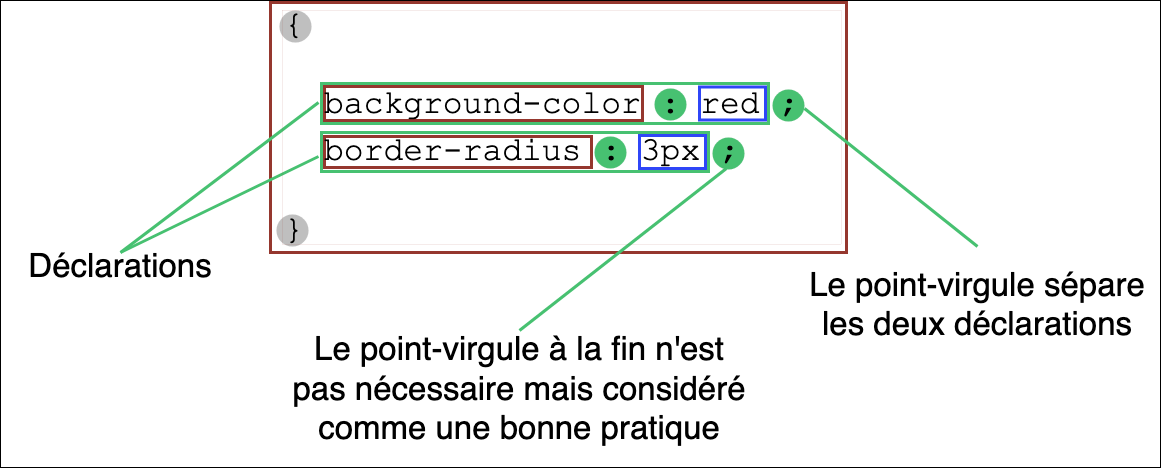 {
background-color : red ;
border-radius : 3px ;
}
Déclarations
Le point-virgule sépare
les deux déclarations
Le point-virgule à la fin n'est
pas nécessaire mais considéré
comme une bonne pratique